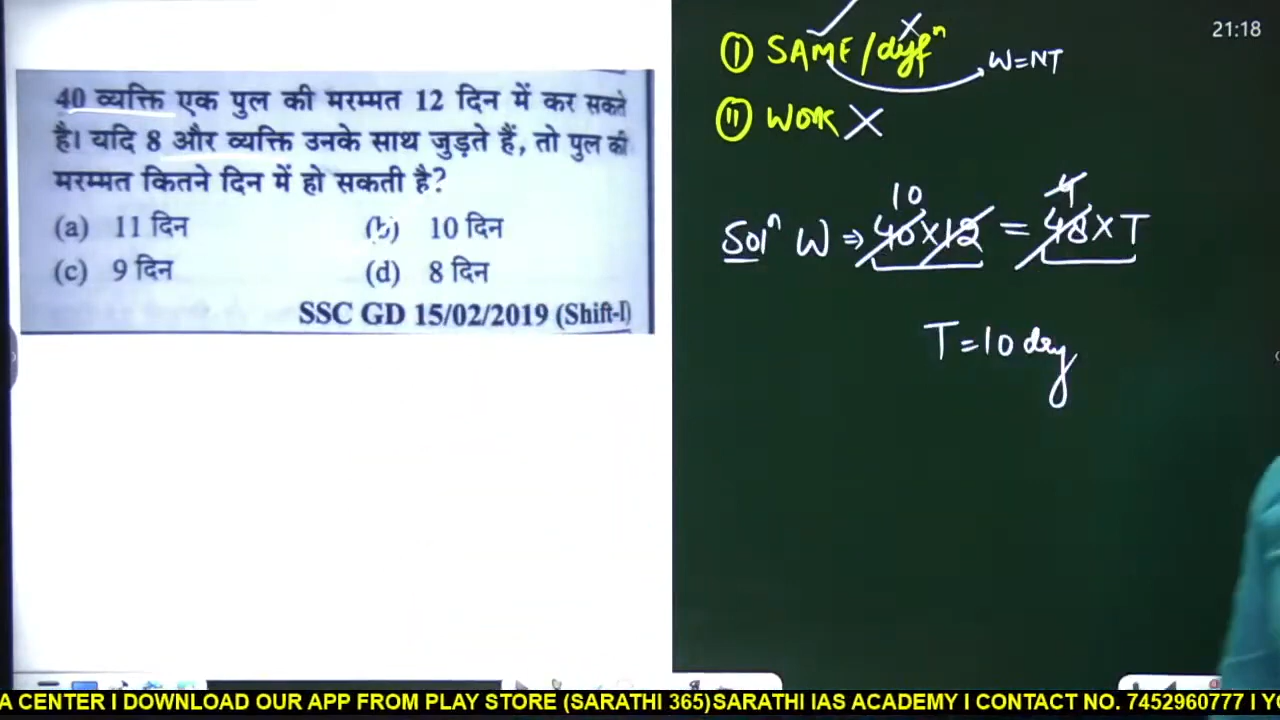 40 व्यक्ति एक पुल की मरम्मत 12 दिन में कर सकते
है। यदि 8 और व्यक्ति उनके साथ जुड़ते हैं, तो पुल की
मरम्मत कितने दिन में हो सकती है?
(a) 11 दिन (b) 10 दिन
(c) 9 दिन (d) 8 दिन
SSC GD 15/02/2019 (Shift-I)
21:18
(I) SAME / diffⁿ W=NT
(II) WORK X
10 4
Solⁿ W ⇒ 40×12 = 48×T
T=10 day
A CENTER I DOWNLOAD OUR APP FROM PLAY STORE (SARATHI 365)SARATHI IAS ACADEMY I CONTACT NO. 7452960777 I Y